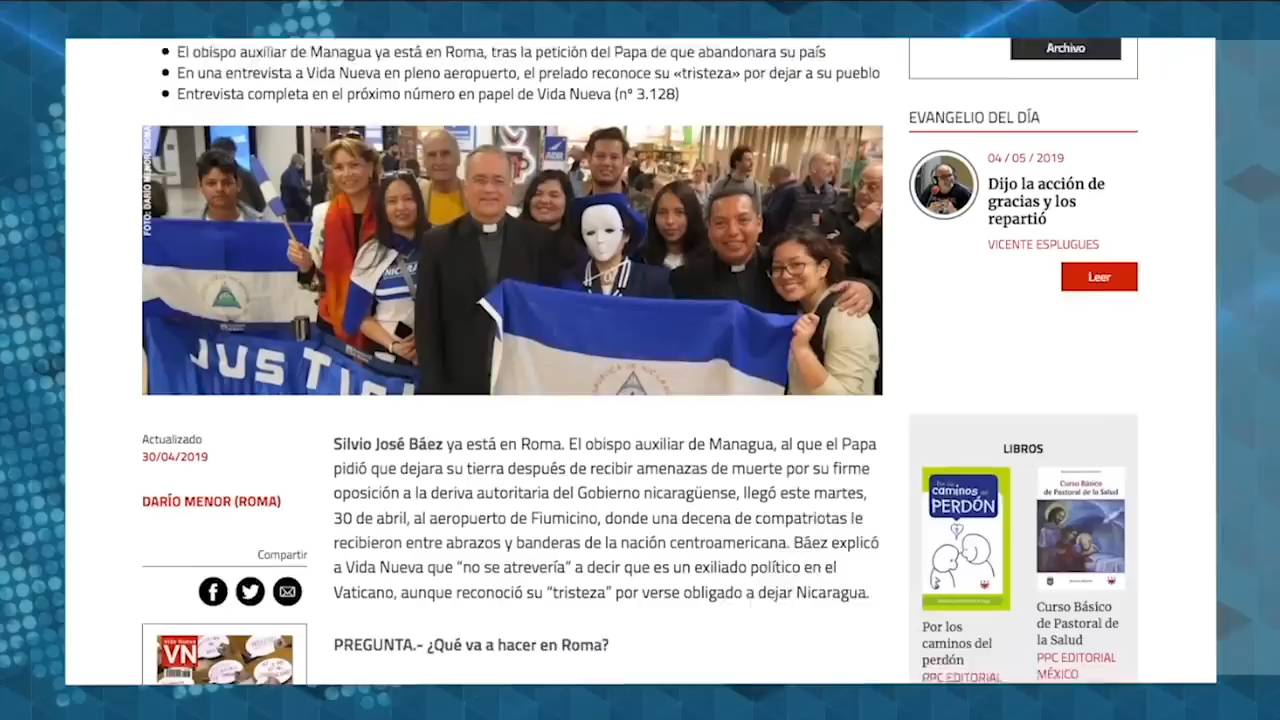 El obispo auxiliar de Managua ya está en Roma, tras la petición del Papa de que abandonara su país
En una entrevista a Vida Nueva en pleno aeropuerto, el prelado reconoce su «tristeza» por dejar a su pueblo
Entrevista completa en el próximo número en papel de Vida Nueva (nº 3.128)
FOTO: DARÍO MENOR/ ROMA
ADR
NICARA
JUSTI
REPÚBLICA DE NICARA
Actualizado
30/04/2019
DARÍO MENOR (ROMA)
Compartir
Vida Nueva
VN
Silvio José Báez ya está en Roma. El obispo auxiliar de Managua, al que el Papa
pidió que dejara su tierra después de recibir amenazas de muerte por su firme
oposición a la deriva autoritaria del Gobierno nicaragüense, llegó este martes,
30 de abril, al aeropuerto de Fiumicino, donde una decena de compatriotas le
recibieron entre abrazos y banderas de la nación centroamericana. Báez explicó
a Vida Nueva que “no se atrevería” a decir que es un exiliado político en el
Vaticano, aunque reconoció su “tristeza” por verse obligado a dejar Nicaragua.
PREGUNTA.- ¿Qué va a hacer en Roma?
Archivo
EVANGELIO DEL DÍA
04 / 05 / 2019
Dijo la acción de
gracias y los
repartió
VICENTE ESPLUGUES
Leer
LIBROS
caminos del
PERDÓN
Por los
caminos del
perdón
PPC EDITORIAL
Curso Básico
de Pastoral de la Salud
Curso Básico
de Pastoral de
la Salud
PPC EDITORIAL
MÉXICO